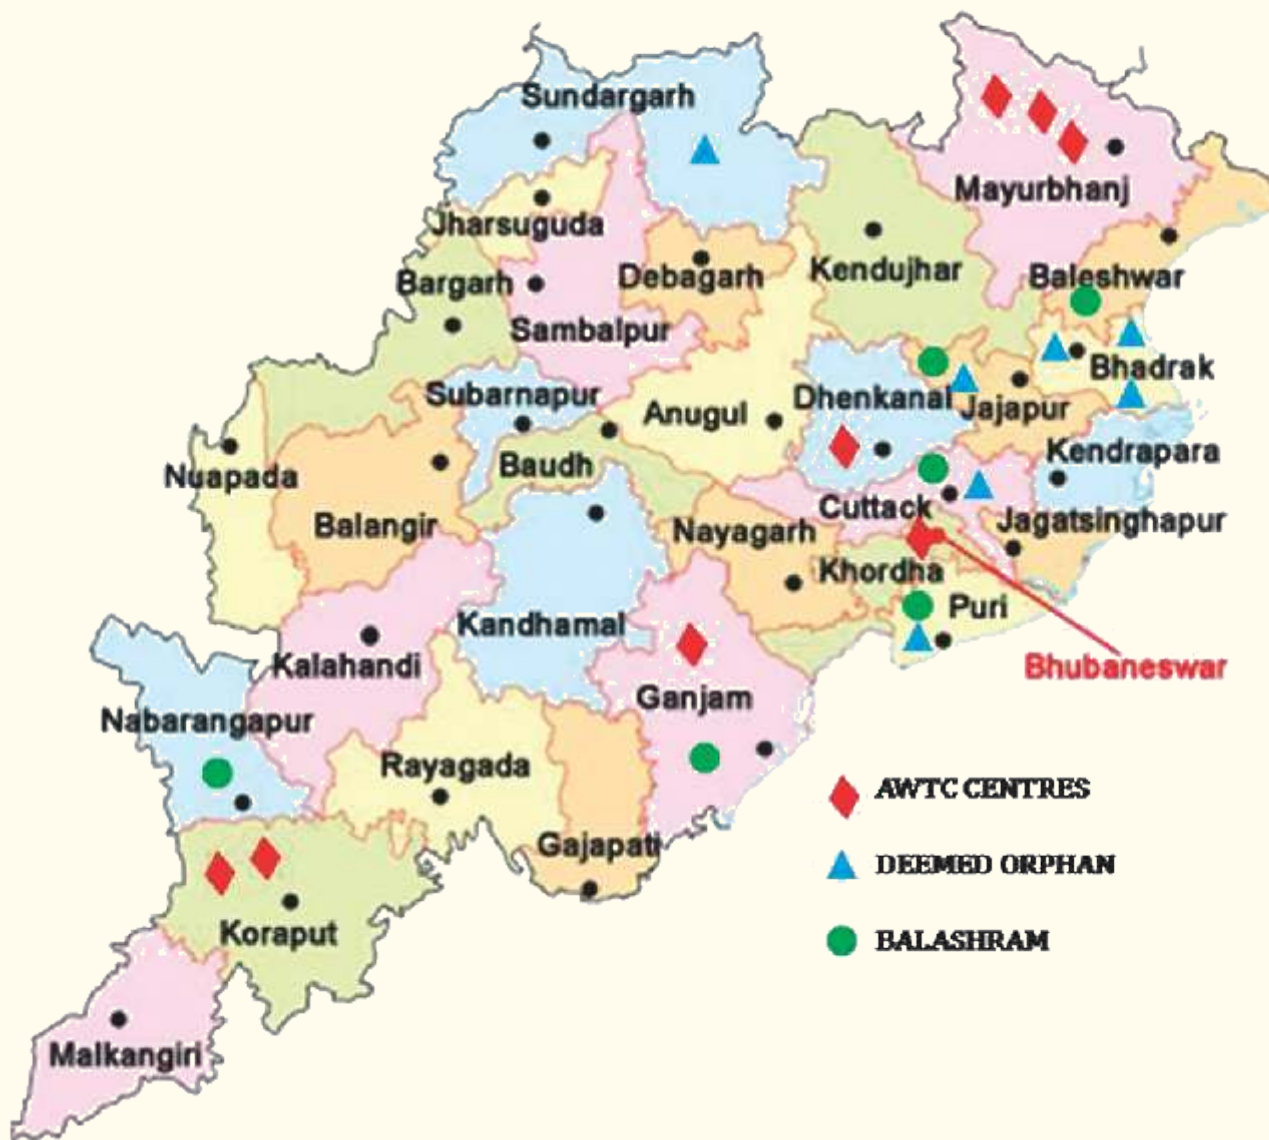 Sundargarh
Mayurbhanj
Jharsuguda
Kendujhar
Debagarh
Baleshwar
Bargarh
Sambalpur
Bhadrak
Subarnapur
Dhenkanal
Anugul
Jajapur
Kendrapara
Baudh
Nuapada
Cuttack
Jagatsinghapur
Balangir
Nayagarh
Khordha
Puri
Kandhamal
Kalahandi
Bhubaneswar
Ganjam
Nabarangapur
Rayagada
AWTC CENTRES
Gajapati
DEEMED ORPHAN
Koraput
BALASHRAM
Malkangiri